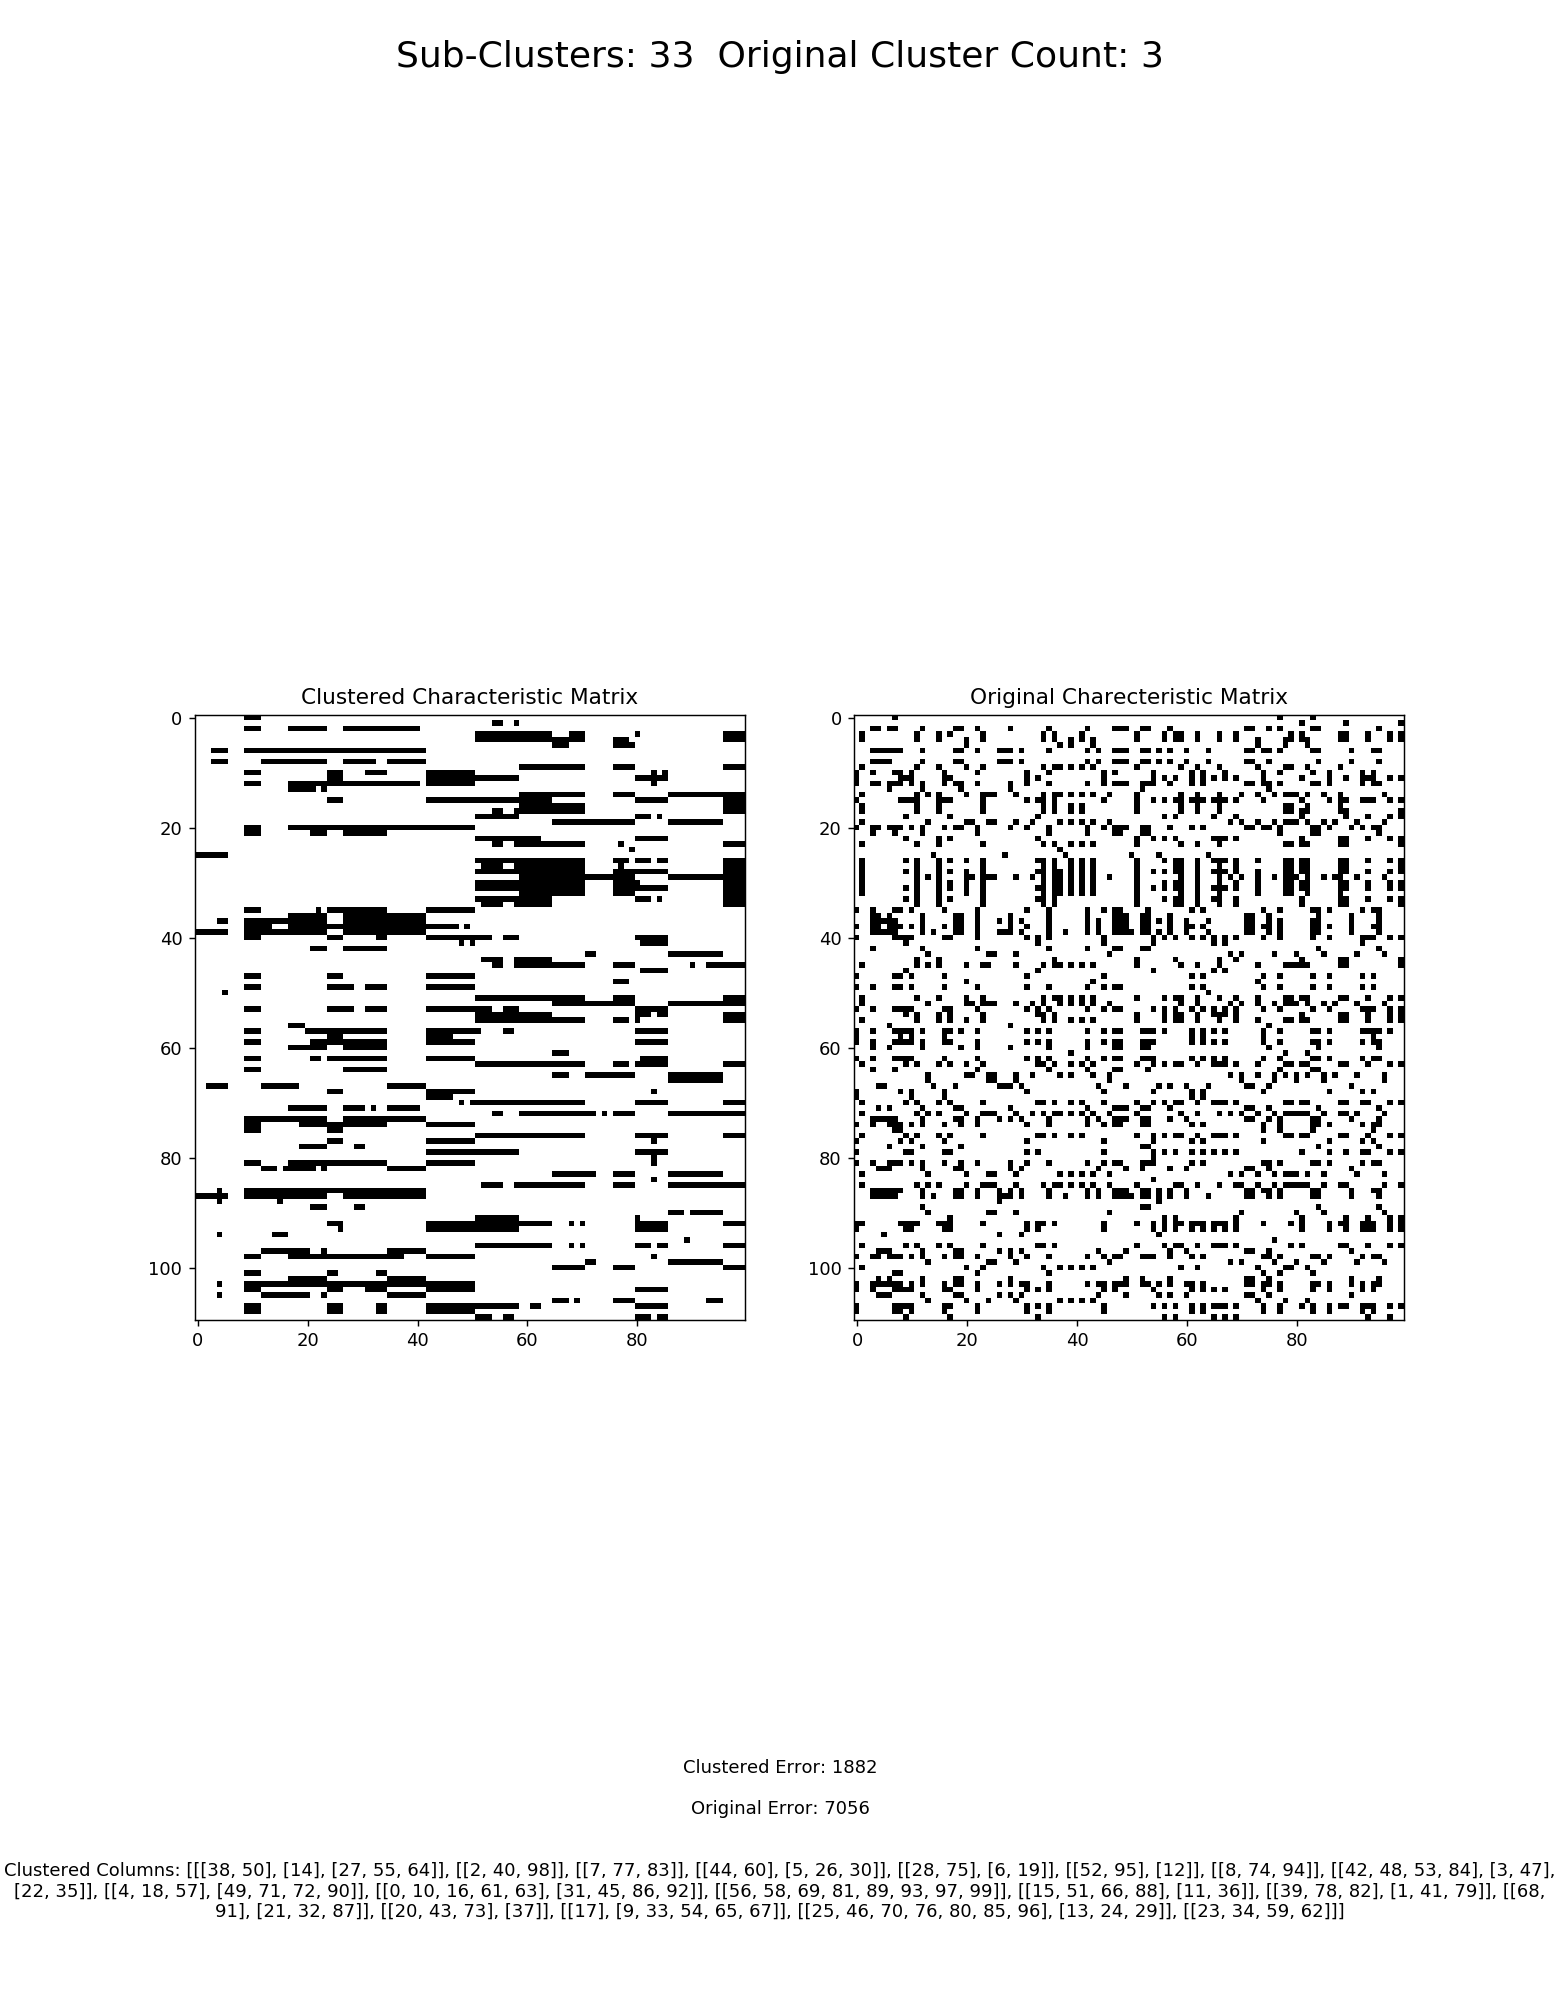 Sub-Clusters: 33  Original Cluster Count: 3
Clustered Characteristic Matrix
0
20
40
60
80
100
0 20 40 60 80
Original Charecteristic Matrix
0
20
40
60
80
100
0 20 40 60 80
Clustered Error: 1882
Original Error: 7056
Clustered Columns: [[[38, 50], [14], [27, 55, 64]], [[2, 40, 98]], [[7, 77, 83]], [[44, 60], [5, 26, 30]], [[28, 75], [6, 19]], [[52, 95], [12]], [[8, 74, 94]], [[42, 48, 53, 84], [3, 47],
[22, 35]], [[4, 18, 57], [49, 71, 72, 90]], [[0, 10, 16, 61, 63], [31, 45, 86, 92]], [[56, 58, 69, 81, 89, 93, 97, 99]], [[15, 51, 66, 88], [11, 36]], [[39, 78, 82], [1, 41, 79]], [[68,
91], [21, 32, 87]], [[20, 43, 73], [37]], [[17], [9, 33, 54, 65, 67]], [[25, 46, 70, 76, 80, 85, 96], [13, 24, 29]], [[23, 34, 59, 62]]]